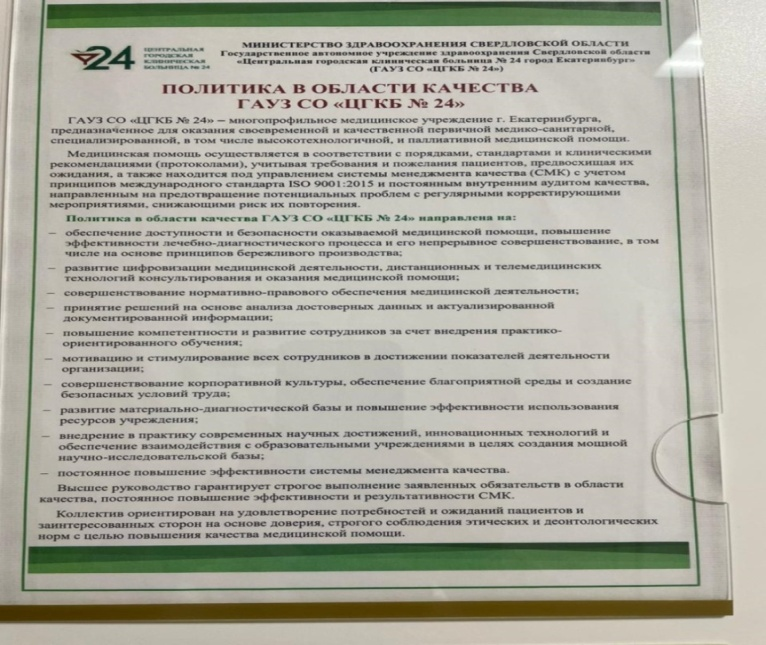 24
ЦЕНТРАЛЬНАЯ
ГОРОДСКАЯ
КЛИНИЧЕСКАЯ
БОЛЬНИЦА № 24
МИНИСТЕРСТВО ЗДРАВООХРАНЕНИЯ СВЕРДЛОВСКОЙ ОБЛАСТИ
Государственное автономное учреждение здравоохранения Свердловской области
«Центральная городская клиническая больница № 24 город Екатеринбург»
(ГАУЗ СО «ЦГКБ № 24»)
ПОЛИТИКА В ОБЛАСТИ КАЧЕСТВА
ГАУЗ СО «ЦГКБ № 24»
ГАУЗ СО «ЦГКБ № 24» – многопрофильное медицинское учреждение г. Екатеринбурга,
предназначенное для оказания своевременной и качественной первичной медико-санитарной,
специализированной, в том числе высокотехнологичной, и паллиативной медицинской помощи.
Медицинская помощь осуществляется в соответствии с порядками, стандартами и клиническими
рекомендациями (протоколами), учитывая требования и пожелания пациентов, предвосхищая их
ожидания, а также находится под управлением системы менеджмента качества (СМК) с учетом
принципов международного стандарта ISO 9001:2015 и постоянным внутренним аудитом качества,
направленным на предотвращение потенциальных проблем с регулярными корректирующими
мероприятиями, снижающими риск их повторения.
Политика в области качества ГАУЗ СО «ЦГКБ № 24» направлена на:
– обеспечение доступности и безопасности оказываемой медицинской помощи, повышение
эффективности лечебно-диагностического процесса и его непрерывное совершенствование, в том
числе на основе принципов бережливого производства;
– развитие цифровизации медицинской деятельности, дистанционных и телемедицинских
технологий консультирования и оказания медицинской помощи;
– совершенствование нормативно-правового обеспечения медицинской деятельности;
– принятие решений на основе анализа достоверных данных и актуализированной
документированной информации;
– повышение компетентности и развитие сотрудников за счет внедрения практико-
ориентированного обучения;
– мотивацию и стимулирование всех сотрудников в достижении показателей деятельности
организации;
– совершенствование корпоративной культуры, обеспечение благоприятной среды и создание
безопасных условий труда;
– развитие материально-диагностической базы и повышение эффективности использования
ресурсов учреждения;
– внедрение в практику современных научных достижений, инновационных технологий и
обеспечение взаимодействия с образовательными учреждениями в целях создания мощной
научно-исследовательской базы;
– постоянное повышение эффективности системы менеджмента качества.
Высшее руководство гарантирует строгое выполнение заявленных обязательств в области
качества, постоянное повышение эффективности и результативности СМК.
Коллектив ориентирован на удовлетворение потребностей и ожиданий пациентов и
заинтересованных сторон на основе доверия, строгого соблюдения этических и деонтологических
норм с целью повышения качества медицинской помощи.